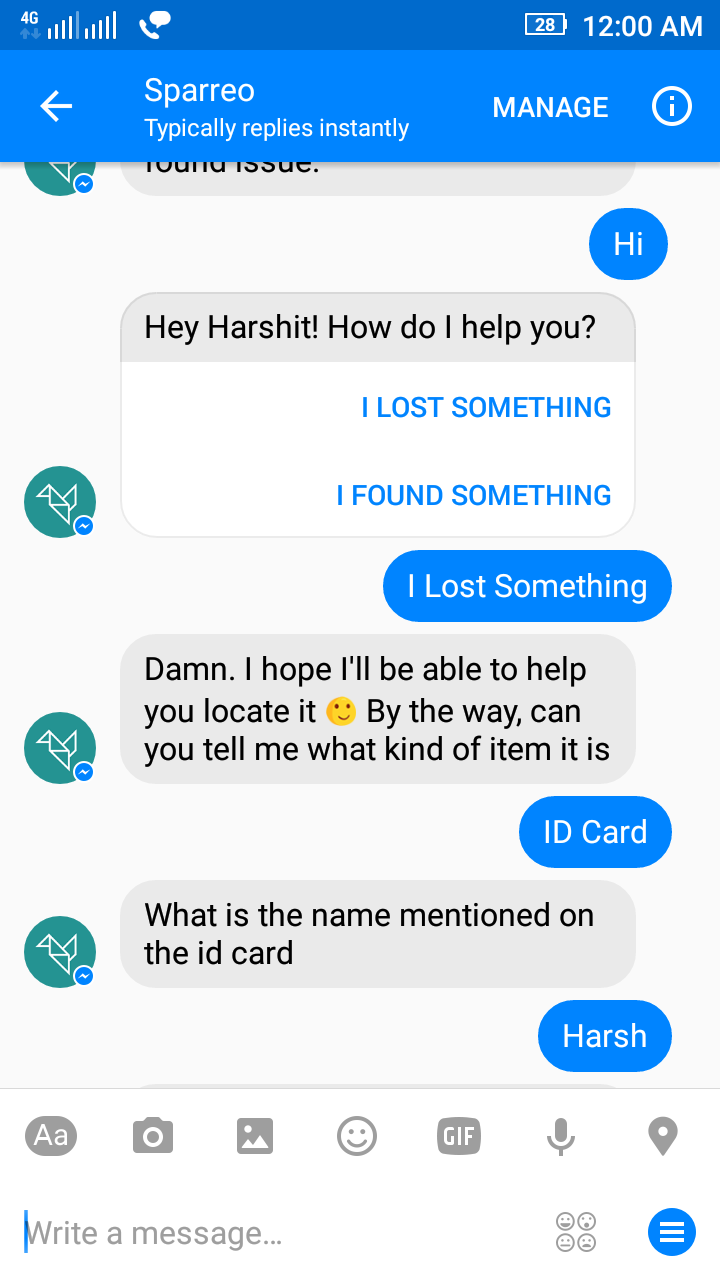 4G
28
12:00 AM
Sparreo
Typically replies instantly
MANAGE
found issue.
Hi
Hey Harshit! How do I help you?
I LOST SOMETHING
I FOUND SOMETHING
I Lost Something
Damn. I hope I'll be able to help
you locate it 🙂 By the way, can
you tell me what kind of item it is
ID Card
What is the name mentioned on
the id card
Harsh
Aa
GIF
Write a message...